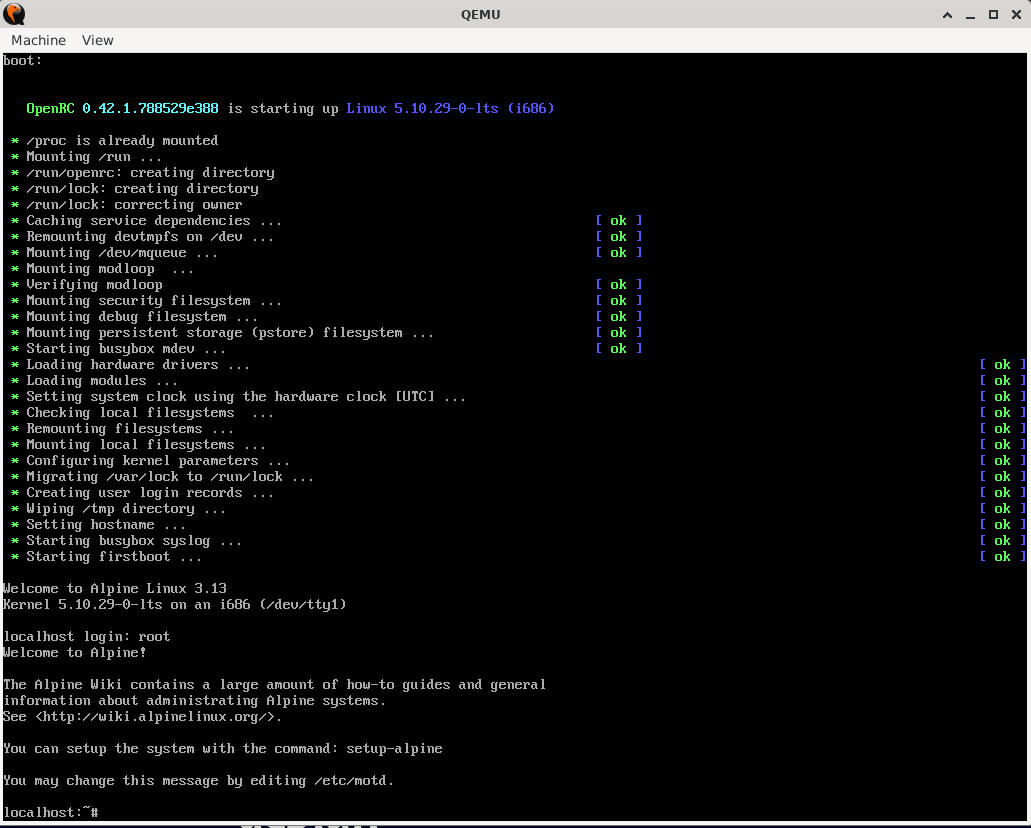 QEMU
Machine View
boot:
OpenRC 0.42.1.788529e388 is starting up Linux 5.10.29-0-lts (i686)
* /proc is already mounted
* Mounting /run ...
* /run/openrc: creating directory
* /run/lock: creating directory
* /run/lock: correcting owner
* Caching service dependencies ... [ ok ]
* Remounting devtmpfs on /dev ... [ ok ]
* Mounting /dev/mqueue ... [ ok ]
* Mounting modloop  ...
* Verifying modloop [ ok ]
* Mounting security filesystem ... [ ok ]
* Mounting debug filesystem ... [ ok ]
* Mounting persistent storage (pstore) filesystem ... [ ok ]
* Starting busybox mdev ... [ ok ]
* Loading hardware drivers ... [ ok ]
* Loading modules ... [ ok ]
* Setting system clock using the hardware clock [UTC] ... [ ok ]
* Checking local filesystems  ... [ ok ]
* Remounting filesystems ... [ ok ]
* Mounting local filesystems ... [ ok ]
* Configuring kernel parameters ... [ ok ]
* Migrating /var/lock to /run/lock ... [ ok ]
* Creating user login records ... [ ok ]
* Wiping /tmp directory ... [ ok ]
* Setting hostname ... [ ok ]
* Starting busybox syslog ... [ ok ]
* Starting firstboot ... [ ok ]
Welcome to Alpine Linux 3.13
Kernel 5.10.29-0-lts on an i686 (/dev/tty1)
localhost login: root
Welcome to Alpine!
The Alpine Wiki contains a large amount of how-to guides and general
information about administrating Alpine systems.
See <http://wiki.alpinelinux.org/>.
You can setup the system with the command: setup-alpine
You may change this message by editing /etc/motd.
localhost:~#